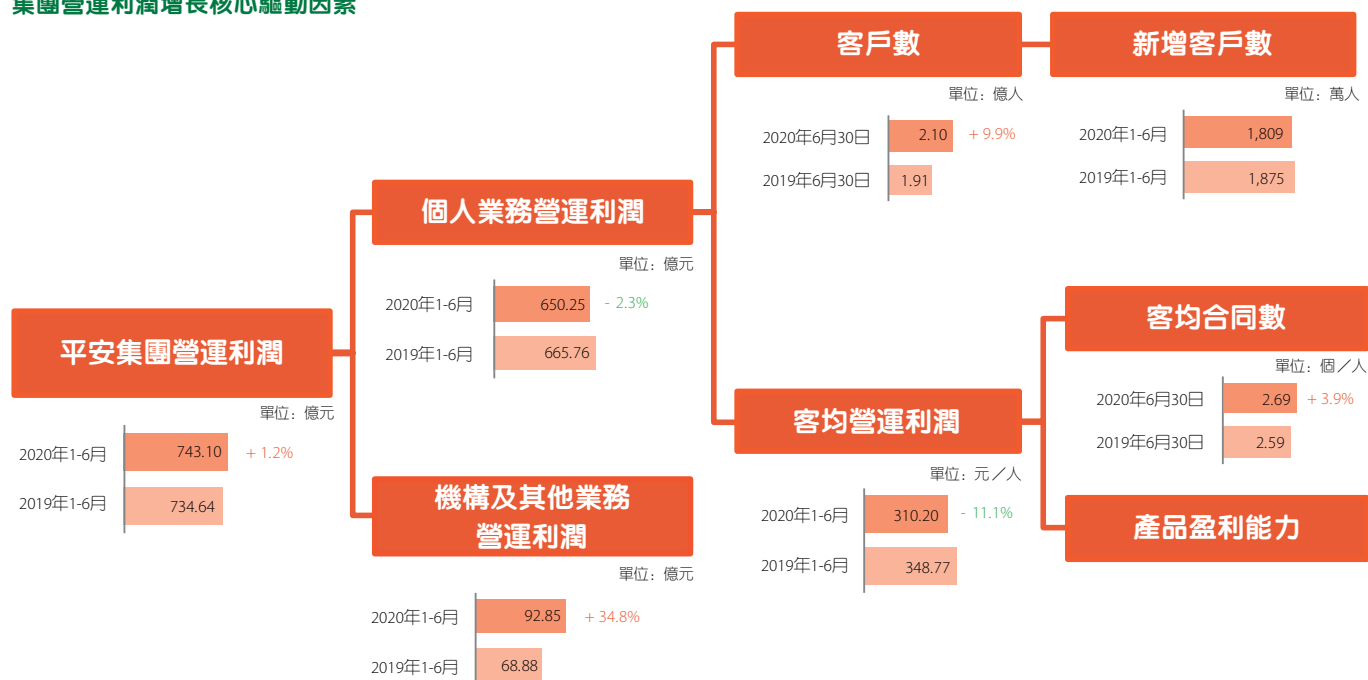 集團營運利潤增長核心驅動因素
客戶數
單位：億人
2020年6月30日 2.10 + 9.9%
2019年6月30日 1.91
新增客戶數
單位：萬人
2020年1-6月 1,809
2019年1-6月 1,875
個人業務營運利潤
單位：億元
2020年1-6月 650.25 - 2.3%
2019年1-6月 665.76
平安集團營運利潤
單位：億元
2020年1-6月 743.10 + 1.2%
2019年1-6月 734.64
機構及其他業務
營運利潤
單位：億元
2020年1-6月 92.85 + 34.8%
2019年1-6月 68.88
客均營運利潤
單位：元／人
2020年1-6月 310.20 - 11.1%
2019年1-6月 348.77
客均合同數
單位：個／人
2020年6月30日 2.69 + 3.9%
2019年6月30日 2.59
產品盈利能力